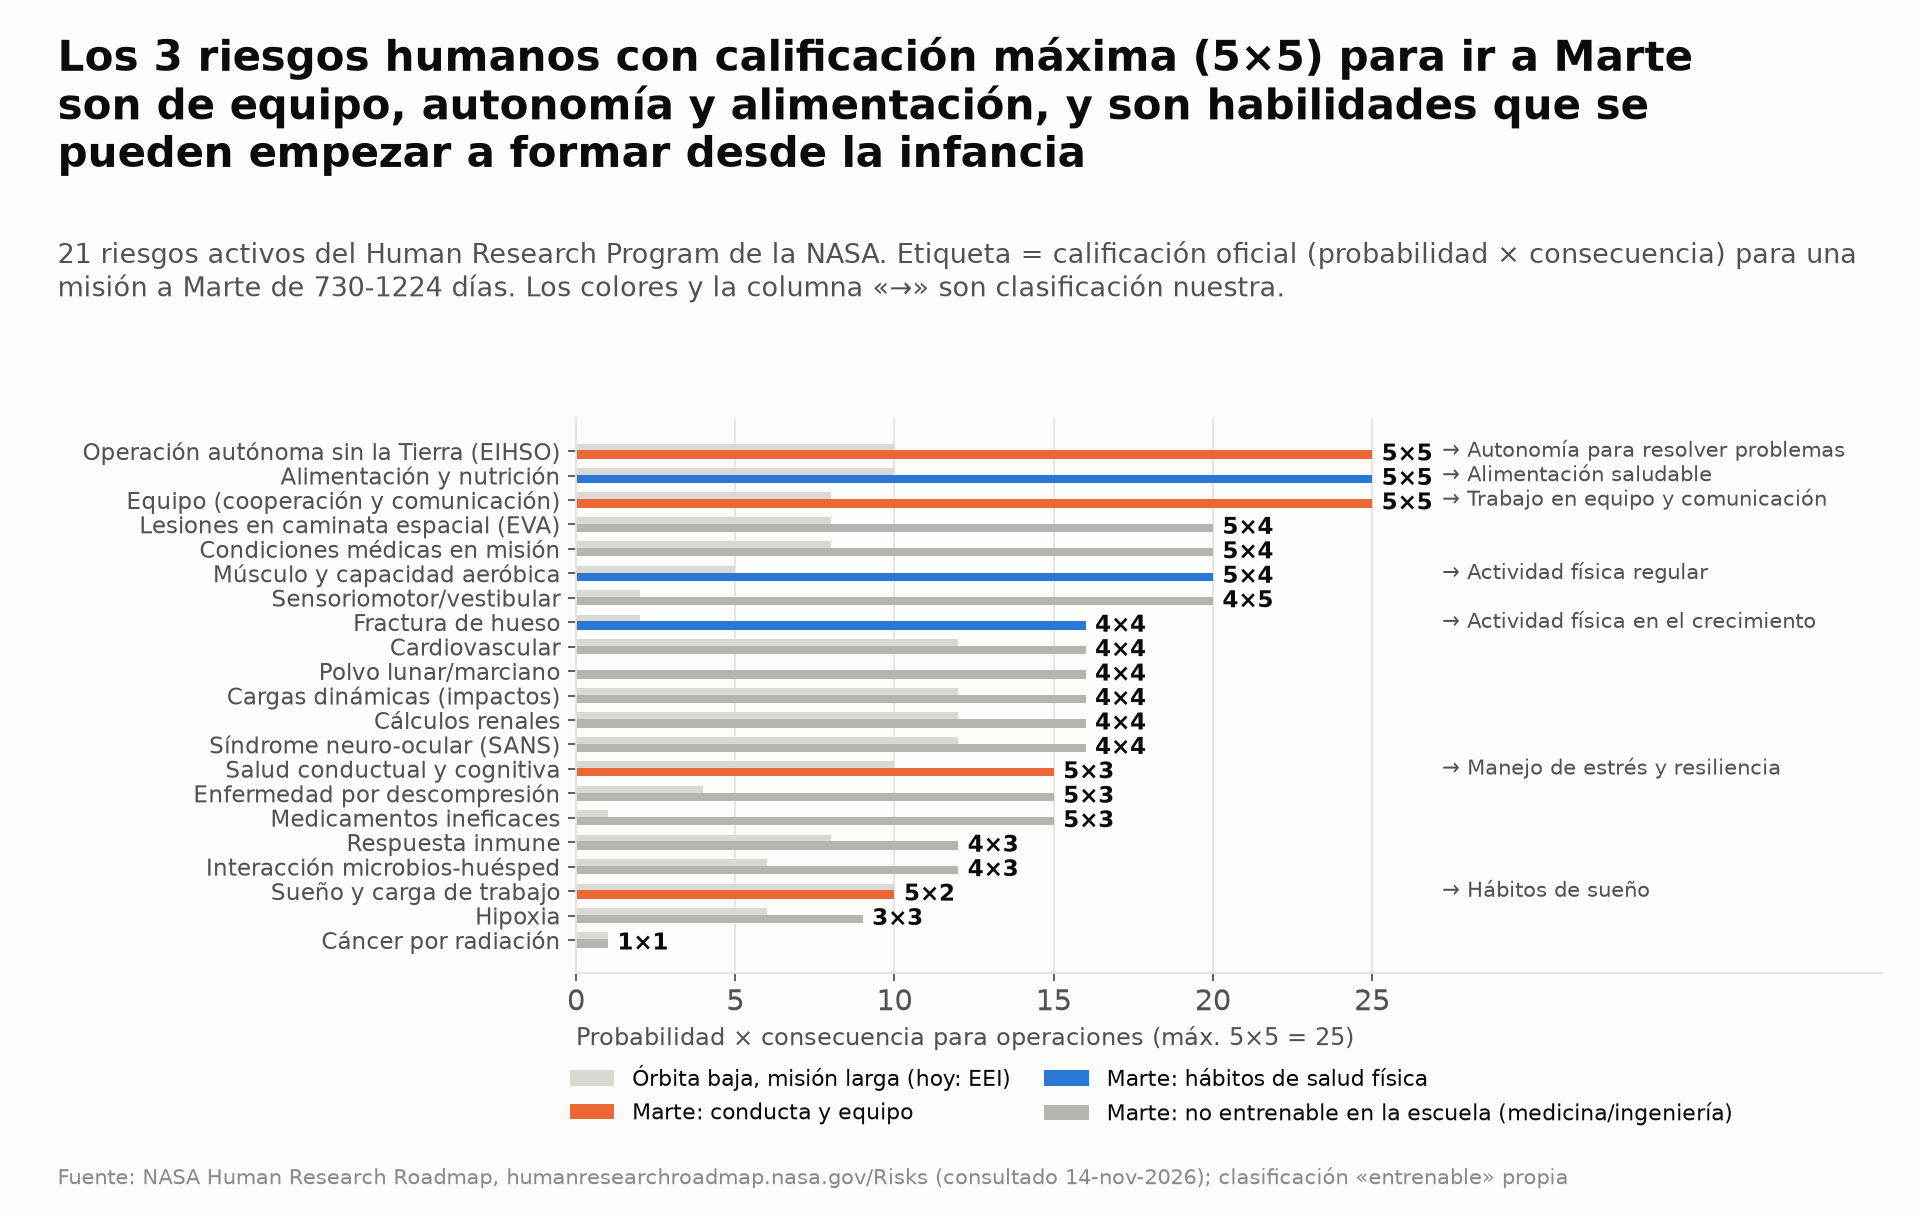 Los 3 riesgos humanos con calificación máxima (5×5) para ir a Marte
son de equipo, autonomía y alimentación, y son habilidades que se
pueden empezar a formar desde la infancia
21 riesgos activos del Human Research Program de la NASA. Etiqueta = calificación oficial (probabilidad × consecuencia) para una
misión a Marte de 730-1224 días. Los colores y la columna «→» son clasificación nuestra.
Operación autónoma sin la Tierra (EIHSO) 5×5 → Autonomía para resolver problemas
Alimentación y nutrición 5×5 → Alimentación saludable
Equipo (cooperación y comunicación) 5×5 → Trabajo en equipo y comunicación
Lesiones en caminata espacial (EVA) 5×4
Condiciones médicas en misión 5×4
Músculo y capacidad aeróbica 5×4 → Actividad física regular
Sensoriomotor/vestibular 4×5
Fractura de hueso 4×4 → Actividad física en el crecimiento
Cardiovascular 4×4
Polvo lunar/marciano 4×4
Cargas dinámicas (impactos) 4×4
Cálculos renales 4×4
Síndrome neuro-ocular (SANS) 4×4
Salud conductual y cognitiva 5×3 → Manejo de estrés y resiliencia
Enfermedad por descompresión 5×3
Medicamentos ineficaces 5×3
Respuesta inmune 4×3
Interacción microbios-huésped 4×3
Sueño y carga de trabajo 5×2 → Hábitos de sueño
Hipoxia 3×3
Cáncer por radiación 1×1
0 5 10 15 20 25
Probabilidad × consecuencia para operaciones (máx. 5×5 = 25)
Órbita baja, misión larga (hoy: EEI) Marte: hábitos de salud física
Marte: conducta y equipo Marte: no entrenable en la escuela (medicina/ingeniería)
Fuente: NASA Human Research Roadmap, humanresearchroadmap.nasa.gov/Risks (consultado 14-nov-2026); clasificación «entrenable» propia